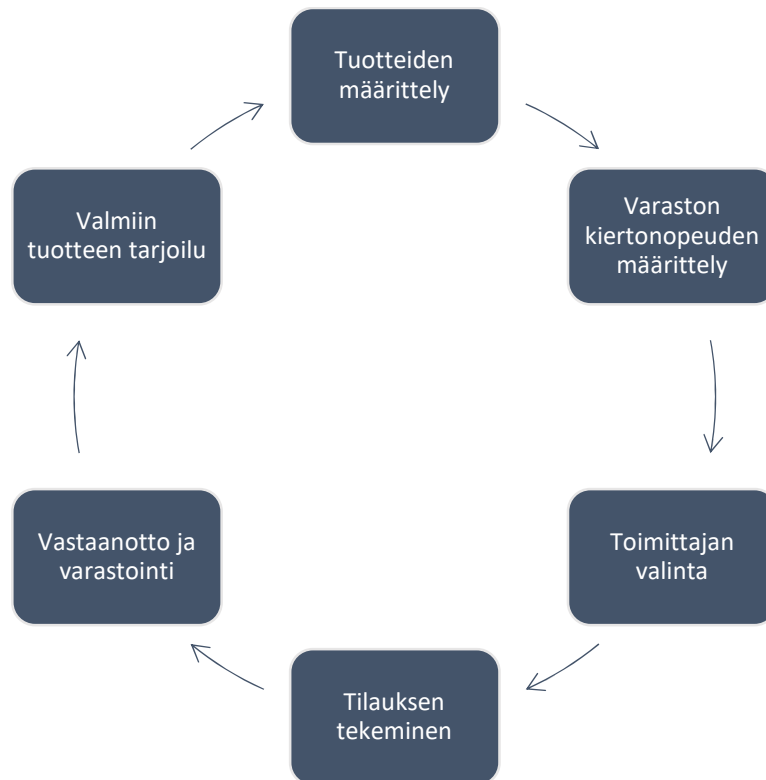 Tuotteiden
määrittely
Varaston
kiertonopeuden
määrittely
Toimittajan
valinta
Tilauksen
tekeminen
Vastaanotto ja
varastointi
Valmiin
tuotteen tarjoilu